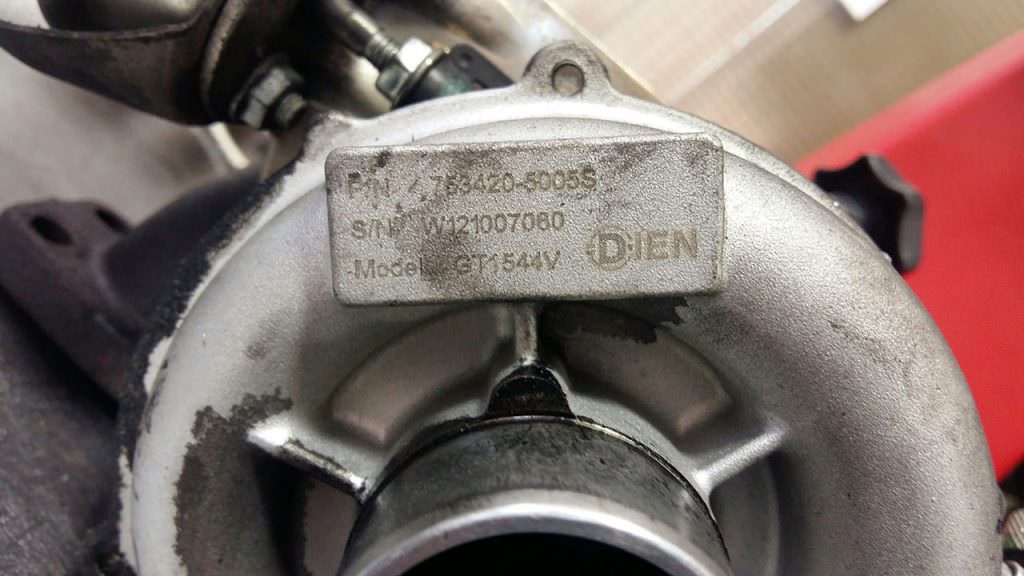 P/N 753420-5005S
S/N W121007060
Model GT1544V
DIEN